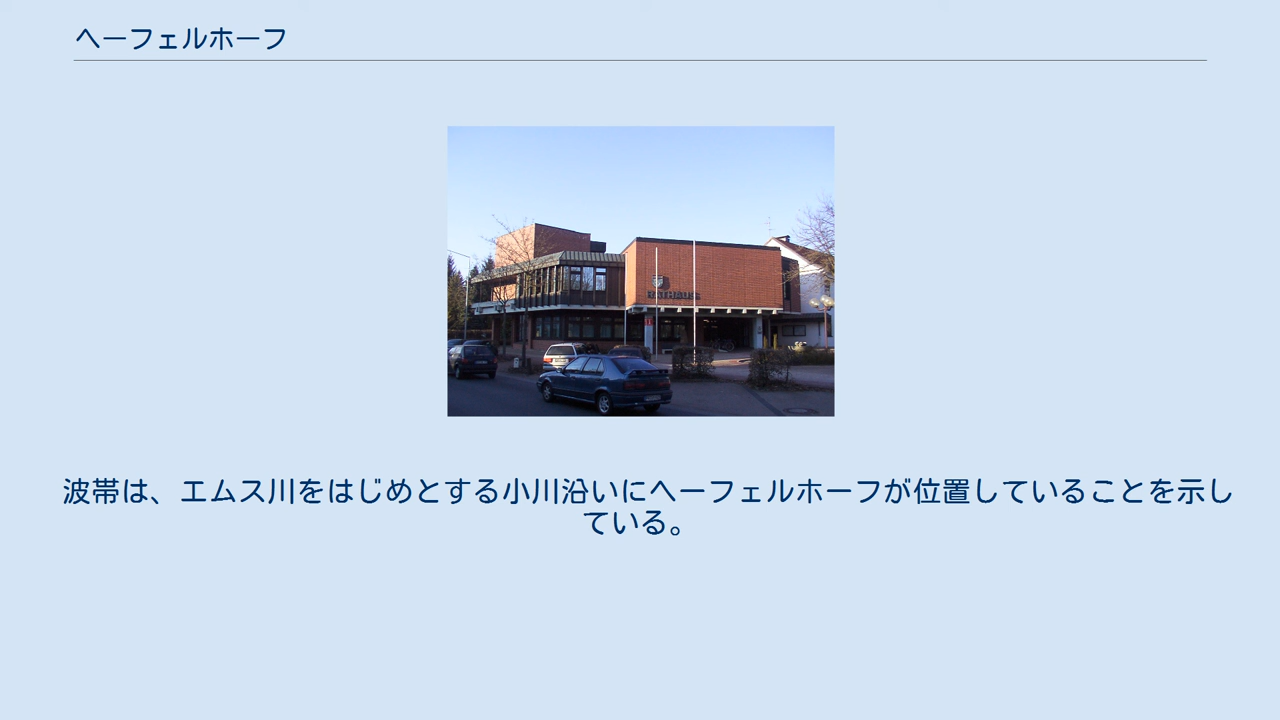 ヘーフェルホーフ
RATHAUS
波帯は、エムス川をはじめとする小川沿いにヘーフェルホーフが位置していることを示し
ている。